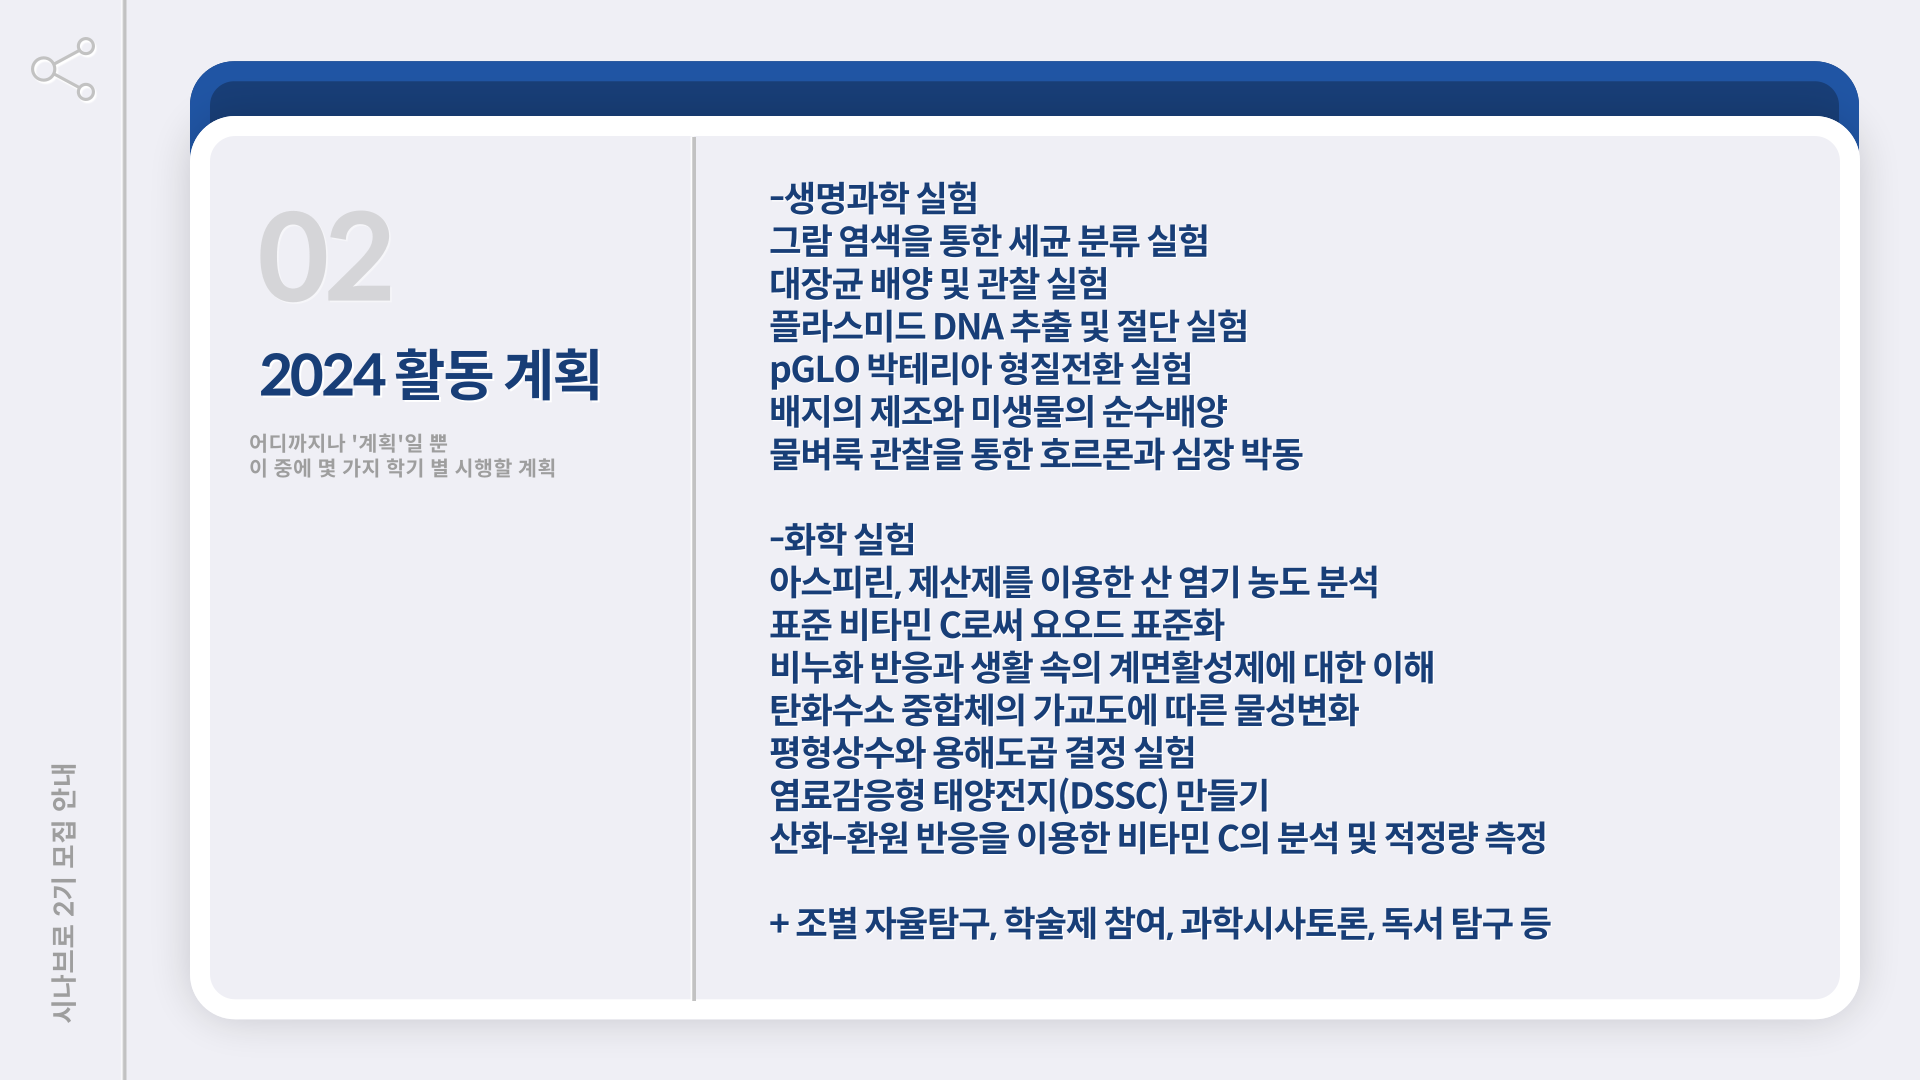 02
2024 활동 계획
어디까지나 '계획'일 뿐
이 중에 몇 가지 학기 별 시행할 계획
-생명과학 실험
그람 염색을 통한 세균 분류 실험
대장균 배양 및 관찰 실험
플라스미드 DNA 추출 및 절단 실험
pGLO 박테리아 형질전환 실험
배지의 제조와 미생물의 순수배양
물벼룩 관찰을 통한 호르몬과 심장 박동
-화학 실험
아스피린, 제산제를 이용한 산 염기 농도 분석
표준 비타민 C로써 요오드 표준화
비누화 반응과 생활 속의 계면활성제에 대한 이해
탄화수소 중합체의 가교도에 따른 물성변화
평형상수와 용해도곱 결정 실험
염료감응형 태양전지(DSSC) 만들기
산화-환원 반응을 이용한 비타민 C의 분석 및 적정량 측정
+ 조별 자율탐구, 학술제 참여, 과학시사토론, 독서 탐구 등
시나브로 2기 모집 안내